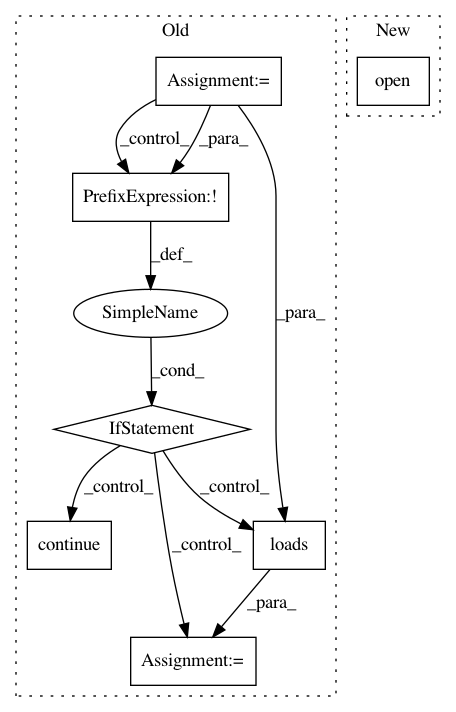 Old
New
Assignment:=
open
_control_
_para_
PrefixExpression:!
_def_
SimpleName
_para_
_cond_
IfStatement
_control_
_control_
continue
_control_
loads
_para_
Assignment:=